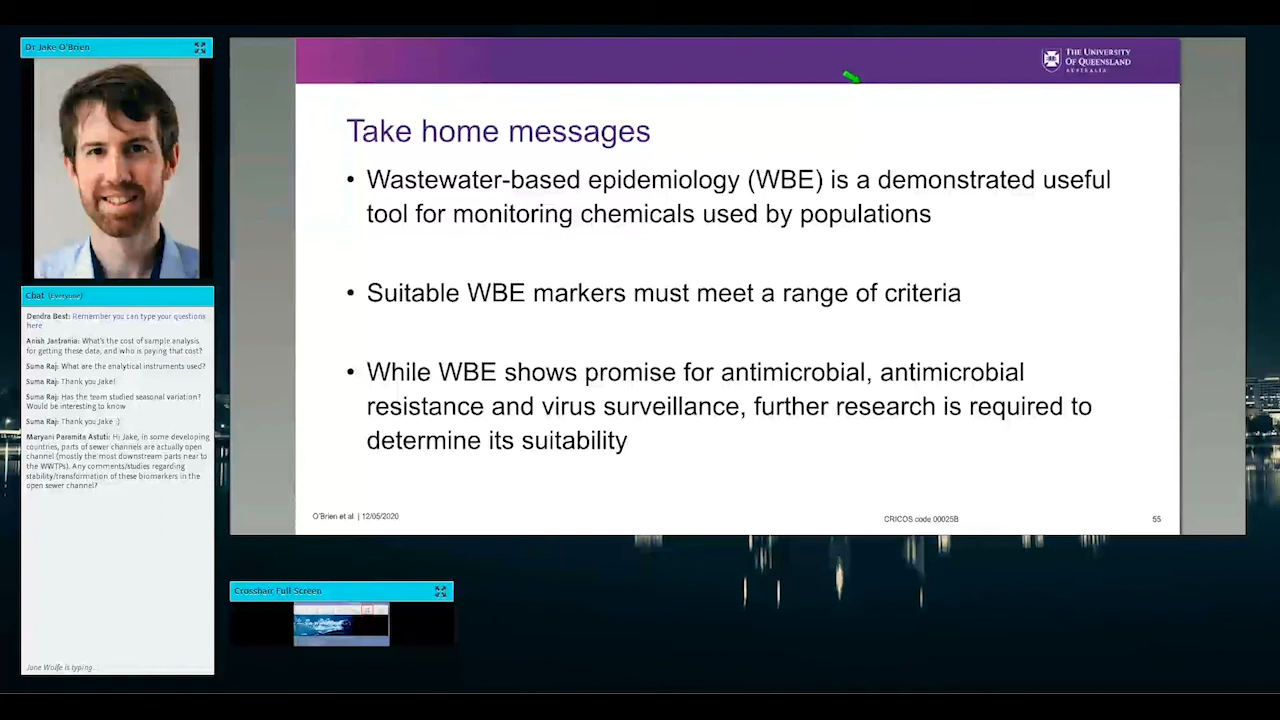 Dr Jake O'Brien
THE UNIVERSITY
OF QUEENSLAND
AUSTRALIA
Take home messages
• Wastewater-based epidemiology (WBE) is a demonstrated useful
tool for monitoring chemicals used by populations
• Suitable WBE markers must meet a range of criteria
• While WBE shows promise for antimicrobial, antimicrobial
resistance and virus surveillance, further research is required to
determine its suitability
O'Brien et al. | 12/05/2020
CRICOS code 00025B
55
Chat (Everyone)
Dendra Best: Remember you can type your questions
here
Anish Jantrania: What's the cost of sample analysis
for getting these data, and who is paying that cost?
Suma Raj: What are the analytical instruments used?
Suma Raj: Thank you Jake!
Suma Raj: Has the team studied seasonal variation?
Would be interesting to know
Suma Raj: Thank you Jake :)
Maryani Paramita Astuti: Hi Jake, in some developing
countries, parts of sewer channels are actually open
channel (mostly the most downstream parts near to
the WWTPs). Any comments/studies regarding
stability/transformation of these biomarkers in the
open sewer channel?
June Wolfe is typing...
Crosshair Full Screen